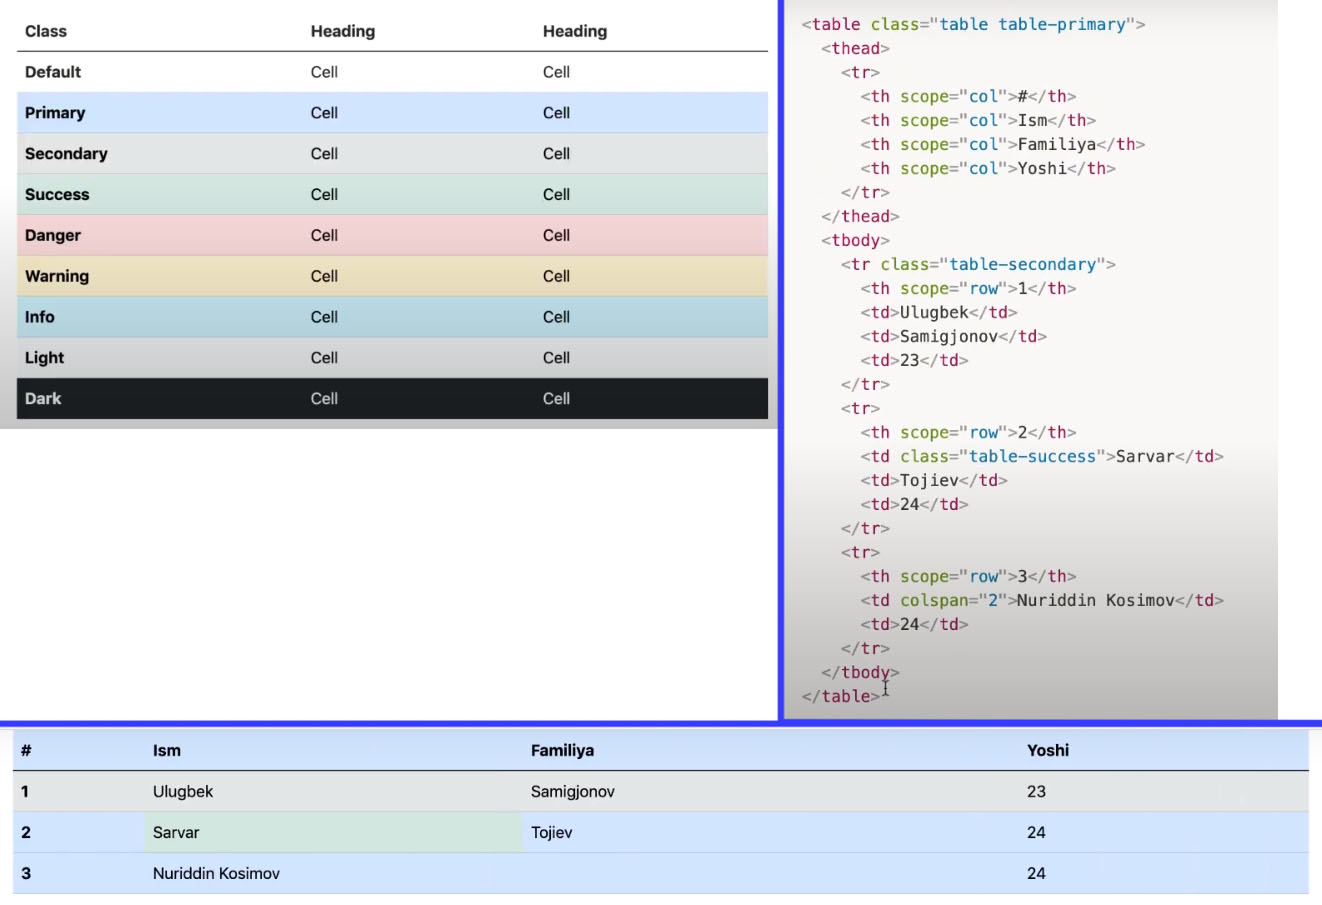 Class Heading Heading
Default Cell Cell
Primary Cell Cell
Secondary Cell Cell
Success Cell Cell
Danger Cell Cell
Warning Cell Cell
Info Cell Cell
Light Cell Cell
Dark Cell Cell
<table class="table table-primary">
<thead>
<tr>
<th scope="col">#</th>
<th scope="col">Ism</th>
<th scope="col">Familiya</th>
<th scope="col">Yoshi</th>
</tr>
</thead>
<tbody>
<tr class="table-secondary">
<th scope="row">1</th>
<td>Ulugbek</td>
<td>Samigjonov</td>
<td>23</td>
</tr>
<tr>
<th scope="row">2</th>
<td class="table-success">Sarvar</td>
<td>Tojiev</td>
<td>24</td>
</tr>
<tr>
<th scope="row">3</th>
<td colspan="2">Nuriddin Kosimov</td>
<td>24</td>
</tr>
</tbody>
</table>
# Ism Familiya Yoshi
1 Ulugbek Samigjonov 23
2 Sarvar Tojiev 24
3 Nuriddin Kosimov 24